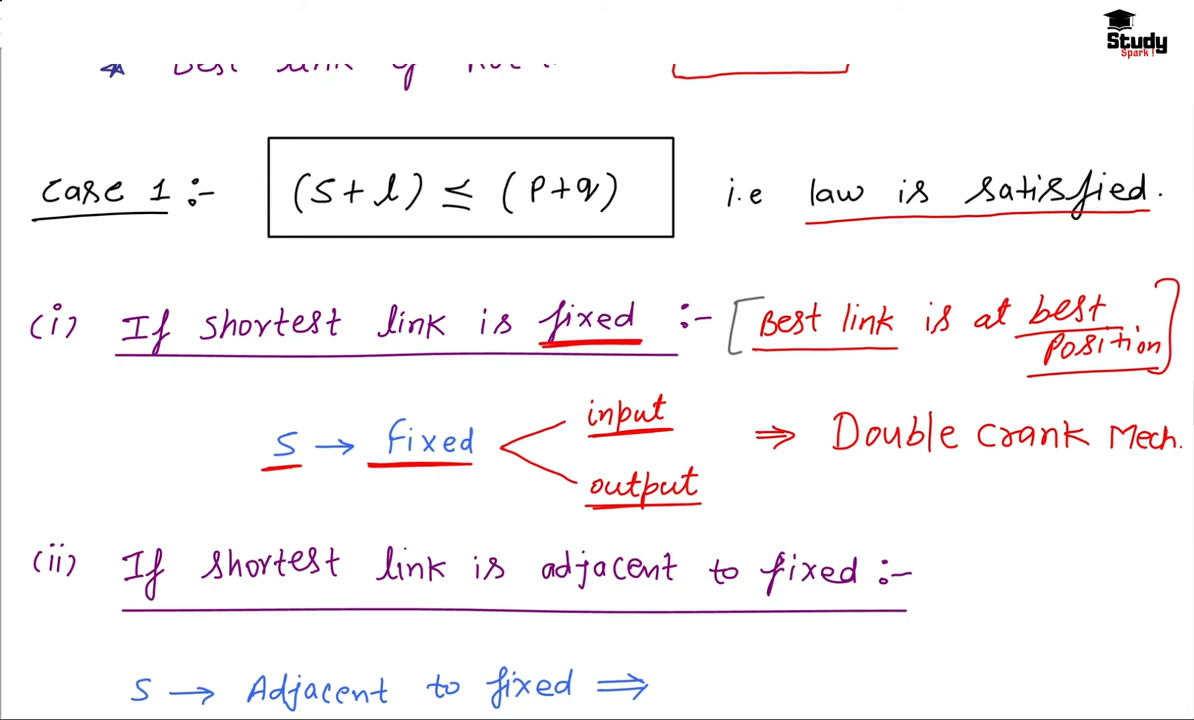 Study
Spark!
Case 1 :- (S + l) ≤ (P+q) i.e law is satisfied.
(i) If shortest link is fixed :- [Best link is at best
Position]
S → fixed input ⇒ Double crank Mech.
output
(ii) If shortest link is adjacent to fixed :-
S → Adjacent to fixed ⇒